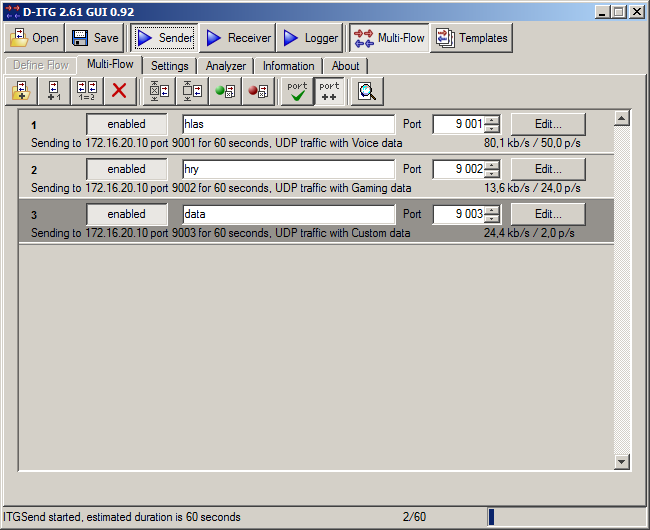 D-ITG 2.61 GUI 0.92
Open Save Sender Receiver Logger Multi-Flow Templates
Define Flow Multi-Flow Settings Analyzer Information About
+1 1=2 port port ++
1 enabled hlas Port 9 001 Edit...
Sending to 172.16.20.10 port 9001 for 60 seconds, UDP traffic with Voice data 80,1 kb/s / 50,0 p/s
2 enabled hry Port 9 002 Edit...
Sending to 172.16.20.10 port 9002 for 60 seconds, UDP traffic with Gaming data 13,6 kb/s / 24,0 p/s
3 enabled data Port 9 003 Edit...
Sending to 172.16.20.10 port 9003 for 60 seconds, UDP traffic with Custom data 24,4 kb/s / 2,0 p/s
ITGSend started, estimated duration is 60 seconds 2/60